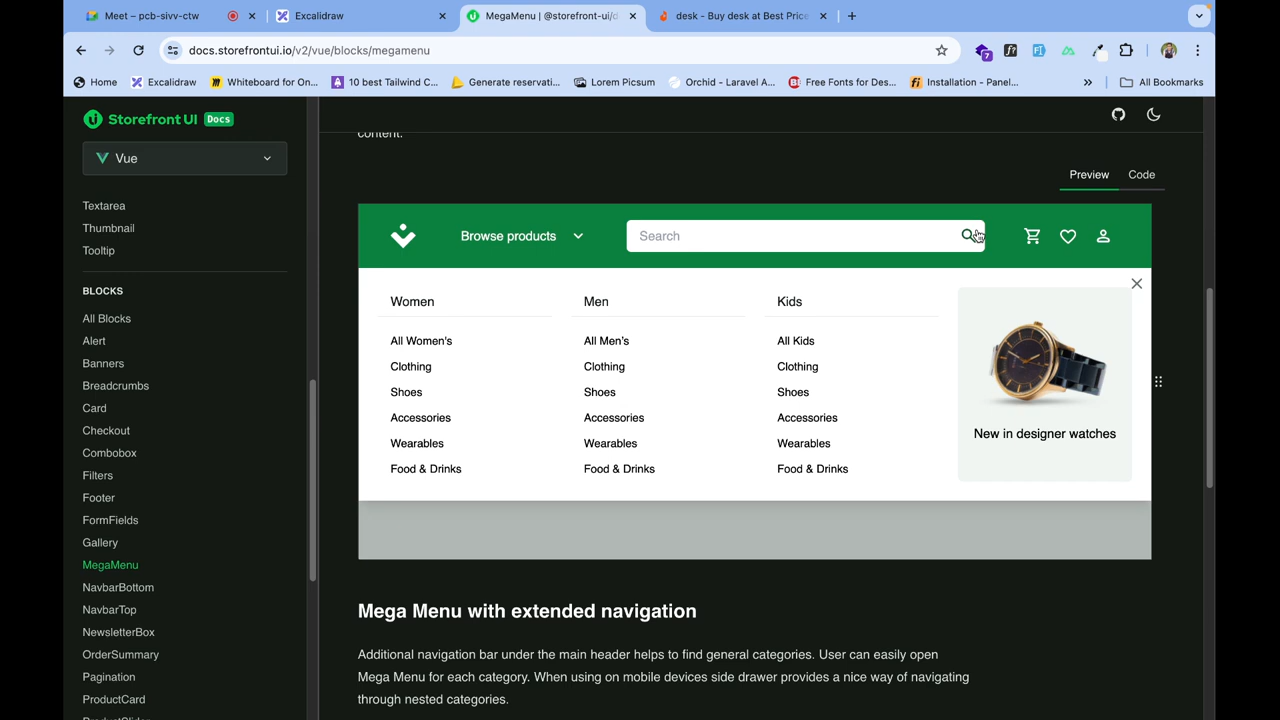 Meet – pcb-sivv-ctw
Excalidraw
MegaMenu | @storefront-ui/d
desk - Buy desk at Best Price
docs.storefrontui.io/v2/vue/blocks/megamenu
7
Home
Excalidraw
Whiteboard for On...
10 best Tailwind C...
Generate reservati...
Lorem Picsum
Orchid - Laravel A...
Free Fonts for Des...
Installation - Panel...
»
All Bookmarks
Storefront UI Docs
Vue
content.
Preview
Code
Textarea
Thumbnail
Tooltip
BLOCKS
All Blocks
Alert
Banners
Breadcrumbs
Card
Checkout
Combobox
Filters
Footer
FormFields
Gallery
MegaMenu
NavbarBottom
NavbarTop
NewsletterBox
OrderSummary
Pagination
ProductCard
Browse products
Search
Women
All Women's
Clothing
Shoes
Accessories
Wearables
Food & Drinks
Men
All Men's
Clothing
Shoes
Accessories
Wearables
Food & Drinks
Kids
All Kids
Clothing
Shoes
Accessories
Wearables
Food & Drinks
New in designer watches
Mega Menu with extended navigation
Additional navigation bar under the main header helps to find general categories. User can easily open
Mega Menu for each category. When using on mobile devices side drawer provides a nice way of navigating
through nested categories.